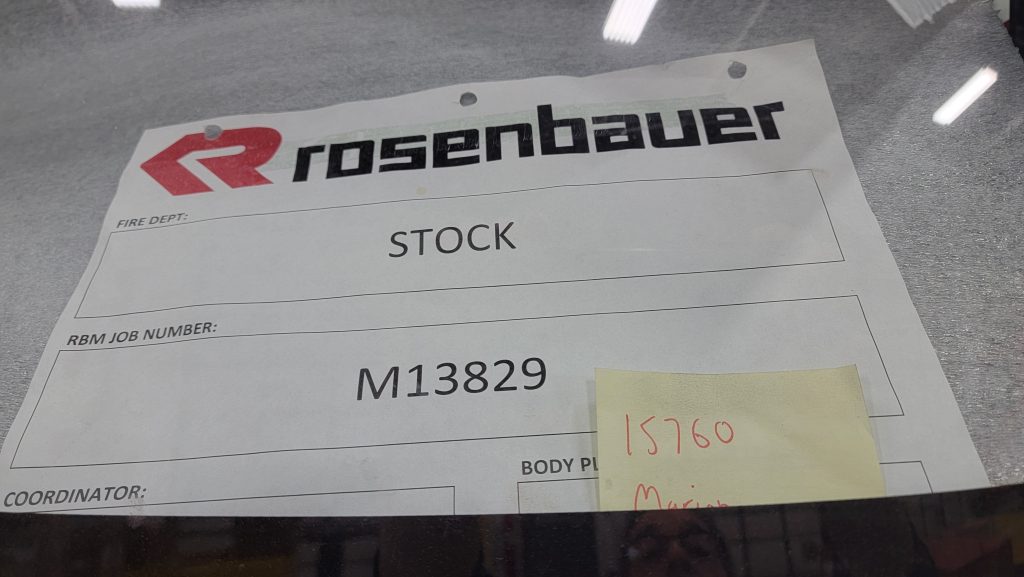 rosenbauer
FIRE DEPT:
STOCK
RBM JOB NUMBER:
M13829
15760
BODY PL
COORDINATOR: